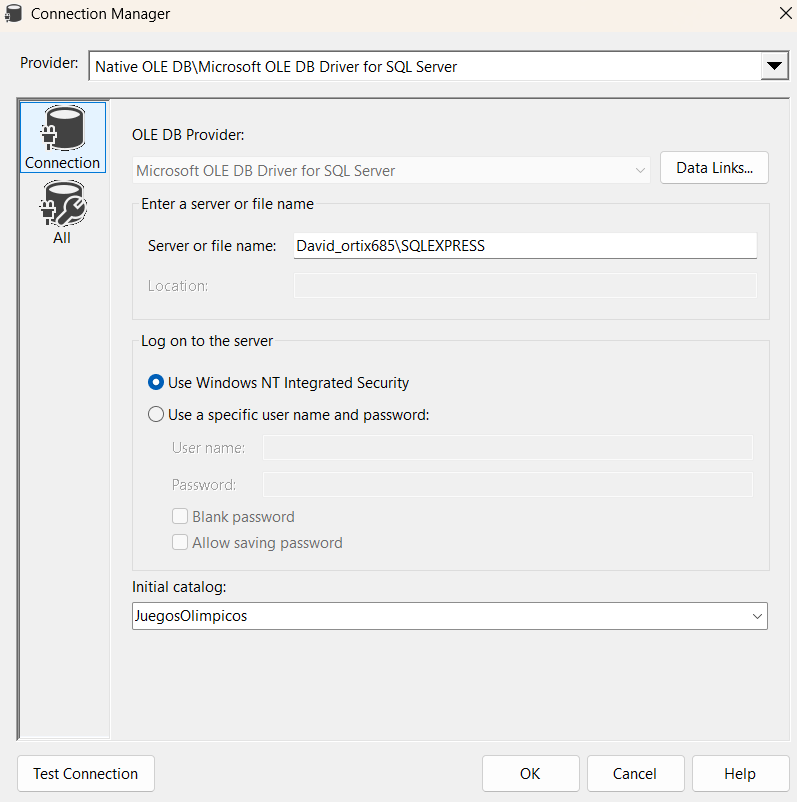 Connection Manager
Provider:
Native OLE DB\Microsoft OLE DB Driver for SQL Server
Connection
All
OLE DB Provider:
Microsoft OLE DB Driver for SQL Server
Data Links...
Enter a server or file name
Server or file name:
David_ortix685\SQLEXPRESS
Location:
Log on to the server
Use Windows NT Integrated Security
Use a specific user name and password:
User name:
Password:
Blank password
Allow saving password
Initial catalog:
JuegosOlimpicos
Test Connection
OK
Cancel
Help